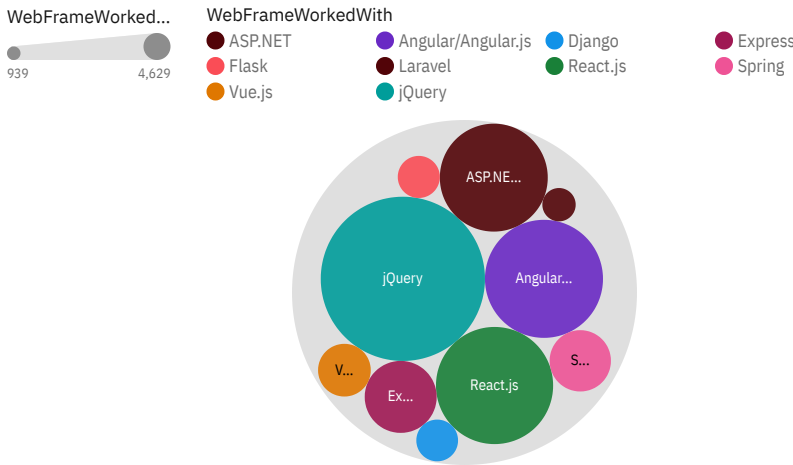 WebFrameWorked...
939 4,629
WebFrameWorkedWith
ASP.NET Angular/Angular.js Django Express
Flask Laravel React.js Spring
Vue.js jQuery
ASP.NE...
jQuery Angular...
S...
V...
React.js
Ex...